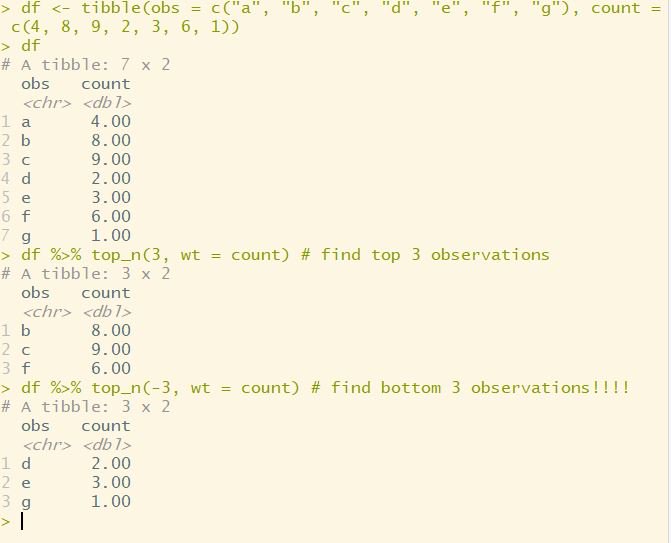 > df <- tibble(obs = c("a", "b", "c", "d", "e", "f", "g"), count =
 c(4, 8, 9, 2, 3, 6, 1))
> df
# A tibble: 7 x 2
  obs   count
  <chr> <dbl>
1 a      4.00
2 b      8.00
3 c      9.00
4 d      2.00
5 e      3.00
6 f      6.00
7 g      1.00
> df %>% top_n(3, wt = count) # find top 3 observations
# A tibble: 3 x 2
  obs   count
  <chr> <dbl>
1 b      8.00
2 c      9.00
3 f      6.00
> df %>% top_n(-3, wt = count) # find bottom 3 observations!!!!
# A tibble: 3 x 2
  obs   count
  <chr> <dbl>
1 d      2.00
2 e      3.00
3 g      1.00
>